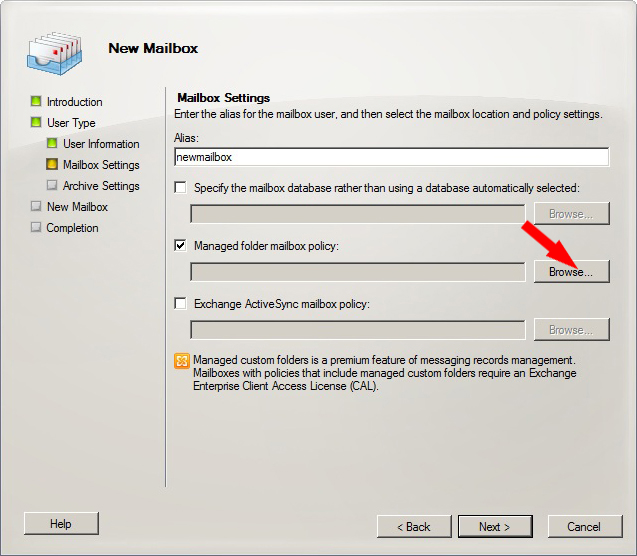 New Mailbox
Introduction
User Type
User Information
Mailbox Settings
Archive Settings
New Mailbox
Completion
Mailbox Settings
Enter the alias for the mailbox user, and then select the mailbox location and policy settings.
Alias:
newmailbox
Specify the mailbox database rather than using a database automatically selected:
Browse...
Managed folder mailbox policy:
Browse...
Exchange ActiveSync mailbox policy:
Browse...
Managed custom folders is a premium feature of messaging records management.
Mailboxes with policies that include managed custom folders require an Exchange
Enterprise Client Access License (CAL).
Help
< Back
Next >
Cancel